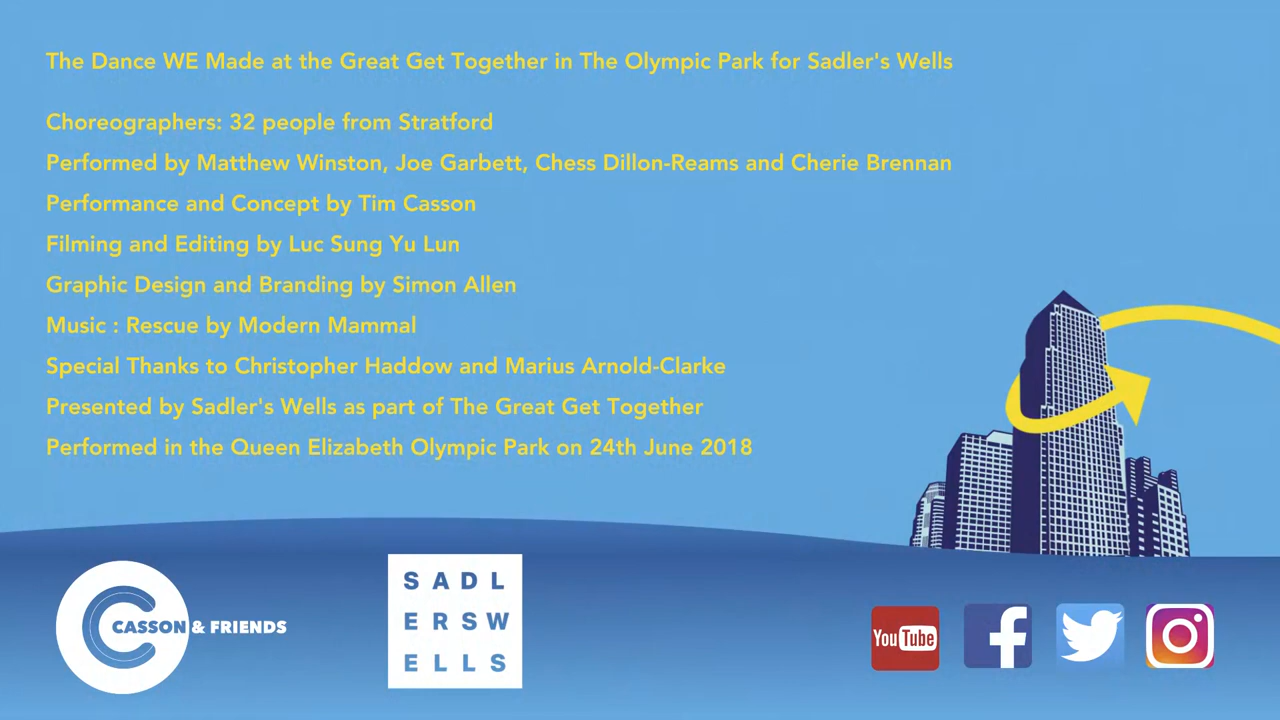 The Dance WE Made at the Great Get Together in The Olympic Park for Sadler's Wells
Choreographers: 32 people from Stratford
Performed by Matthew Winston, Joe Garbett, Chess Dillon-Reams and Cherie Brennan
Performance and Concept by Tim Casson
Filming and Editing by Luc Sung Yu Lun
Graphic Design and Branding by Simon Allen
Music : Rescue by Modern Mammal
Special Thanks to Christopher Haddow and Marius Arnold-Clarke
Presented by Sadler's Wells as part of The Great Get Together
Performed in the Queen Elizabeth Olympic Park on 24th June 2018
CASSON & FRIENDS
SADL
ERSW
ELLS
YouTube